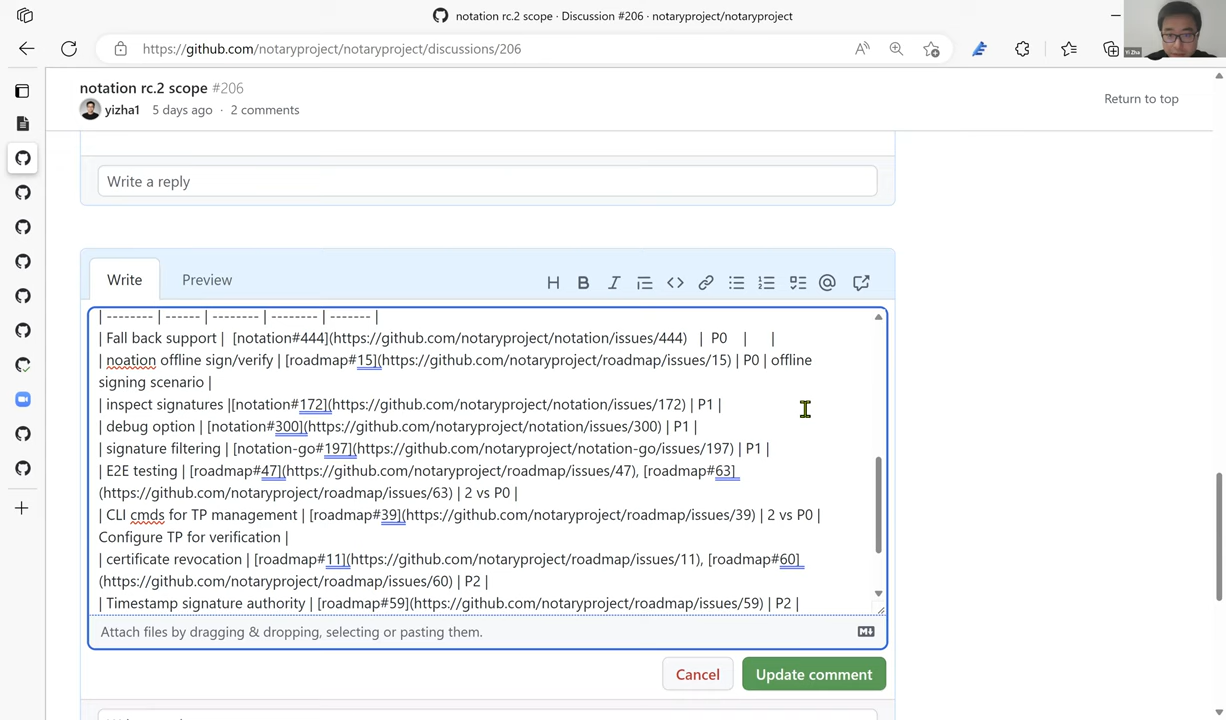 notation rc.2 scope · Discussion #206 · notaryproject/notaryproject
https://github.com/notaryproject/notaryproject/discussions/206
Yi Zha
notation rc.2 scope #206
yizha1 5 days ago · 2 comments
Return to top
Write a reply
Write
Preview
| -------- | ------ | -------- | -------- | ------- |
| Fall back support | [notation#444](https://github.com/notaryproject/notation/issues/444) | P0 | |
| noation offline sign/verify | [roadmap#15](https://github.com/notaryproject/roadmap/issues/15) | P0 | offline
signing scenario |
| inspect signatures |[notation#172](https://github.com/notaryproject/notation/issues/172) | P1 |
| debug option | [notation#300](https://github.com/notaryproject/notation/issues/300) | P1 |
| signature filtering | [notation-go#197](https://github.com/notaryproject/notation-go/issues/197) | P1 |
| E2E testing | [roadmap#47](https://github.com/notaryproject/roadmap/issues/47), [roadmap#63]
(https://github.com/notaryproject/roadmap/issues/63) | 2 vs P0 |
| CLI cmds for TP management | [roadmap#39](https://github.com/notaryproject/roadmap/issues/39) | 2 vs P0 |
Configure TP for verification |
| certificate revocation | [roadmap#11](https://github.com/notaryproject/roadmap/issues/11), [roadmap#60]
(https://github.com/notaryproject/roadmap/issues/60) | P2 |
| Timestamp signature authority | [roadmap#59](https://github.com/notaryproject/roadmap/issues/59) | P2 |
Attach files by dragging & dropping, selecting or pasting them.
Cancel
Update comment